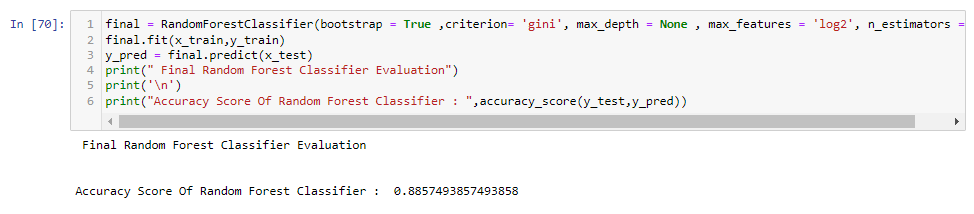 In [70]:
1 final = RandomForestClassifier(bootstrap = True ,criterion= 'gini', max_depth = None , max_features = 'log2', n_estimators =
2 final.fit(x_train,y_train)
3 y_pred = final.predict(x_test)
4 print(" Final Random Forest Classifier Evaluation")
5 print('\n')
6 print("Accuracy Score Of Random Forest Classifier : ",accuracy_score(y_test,y_pred))
Final Random Forest Classifier Evaluation
Accuracy Score Of Random Forest Classifier :  0.8857493857493858